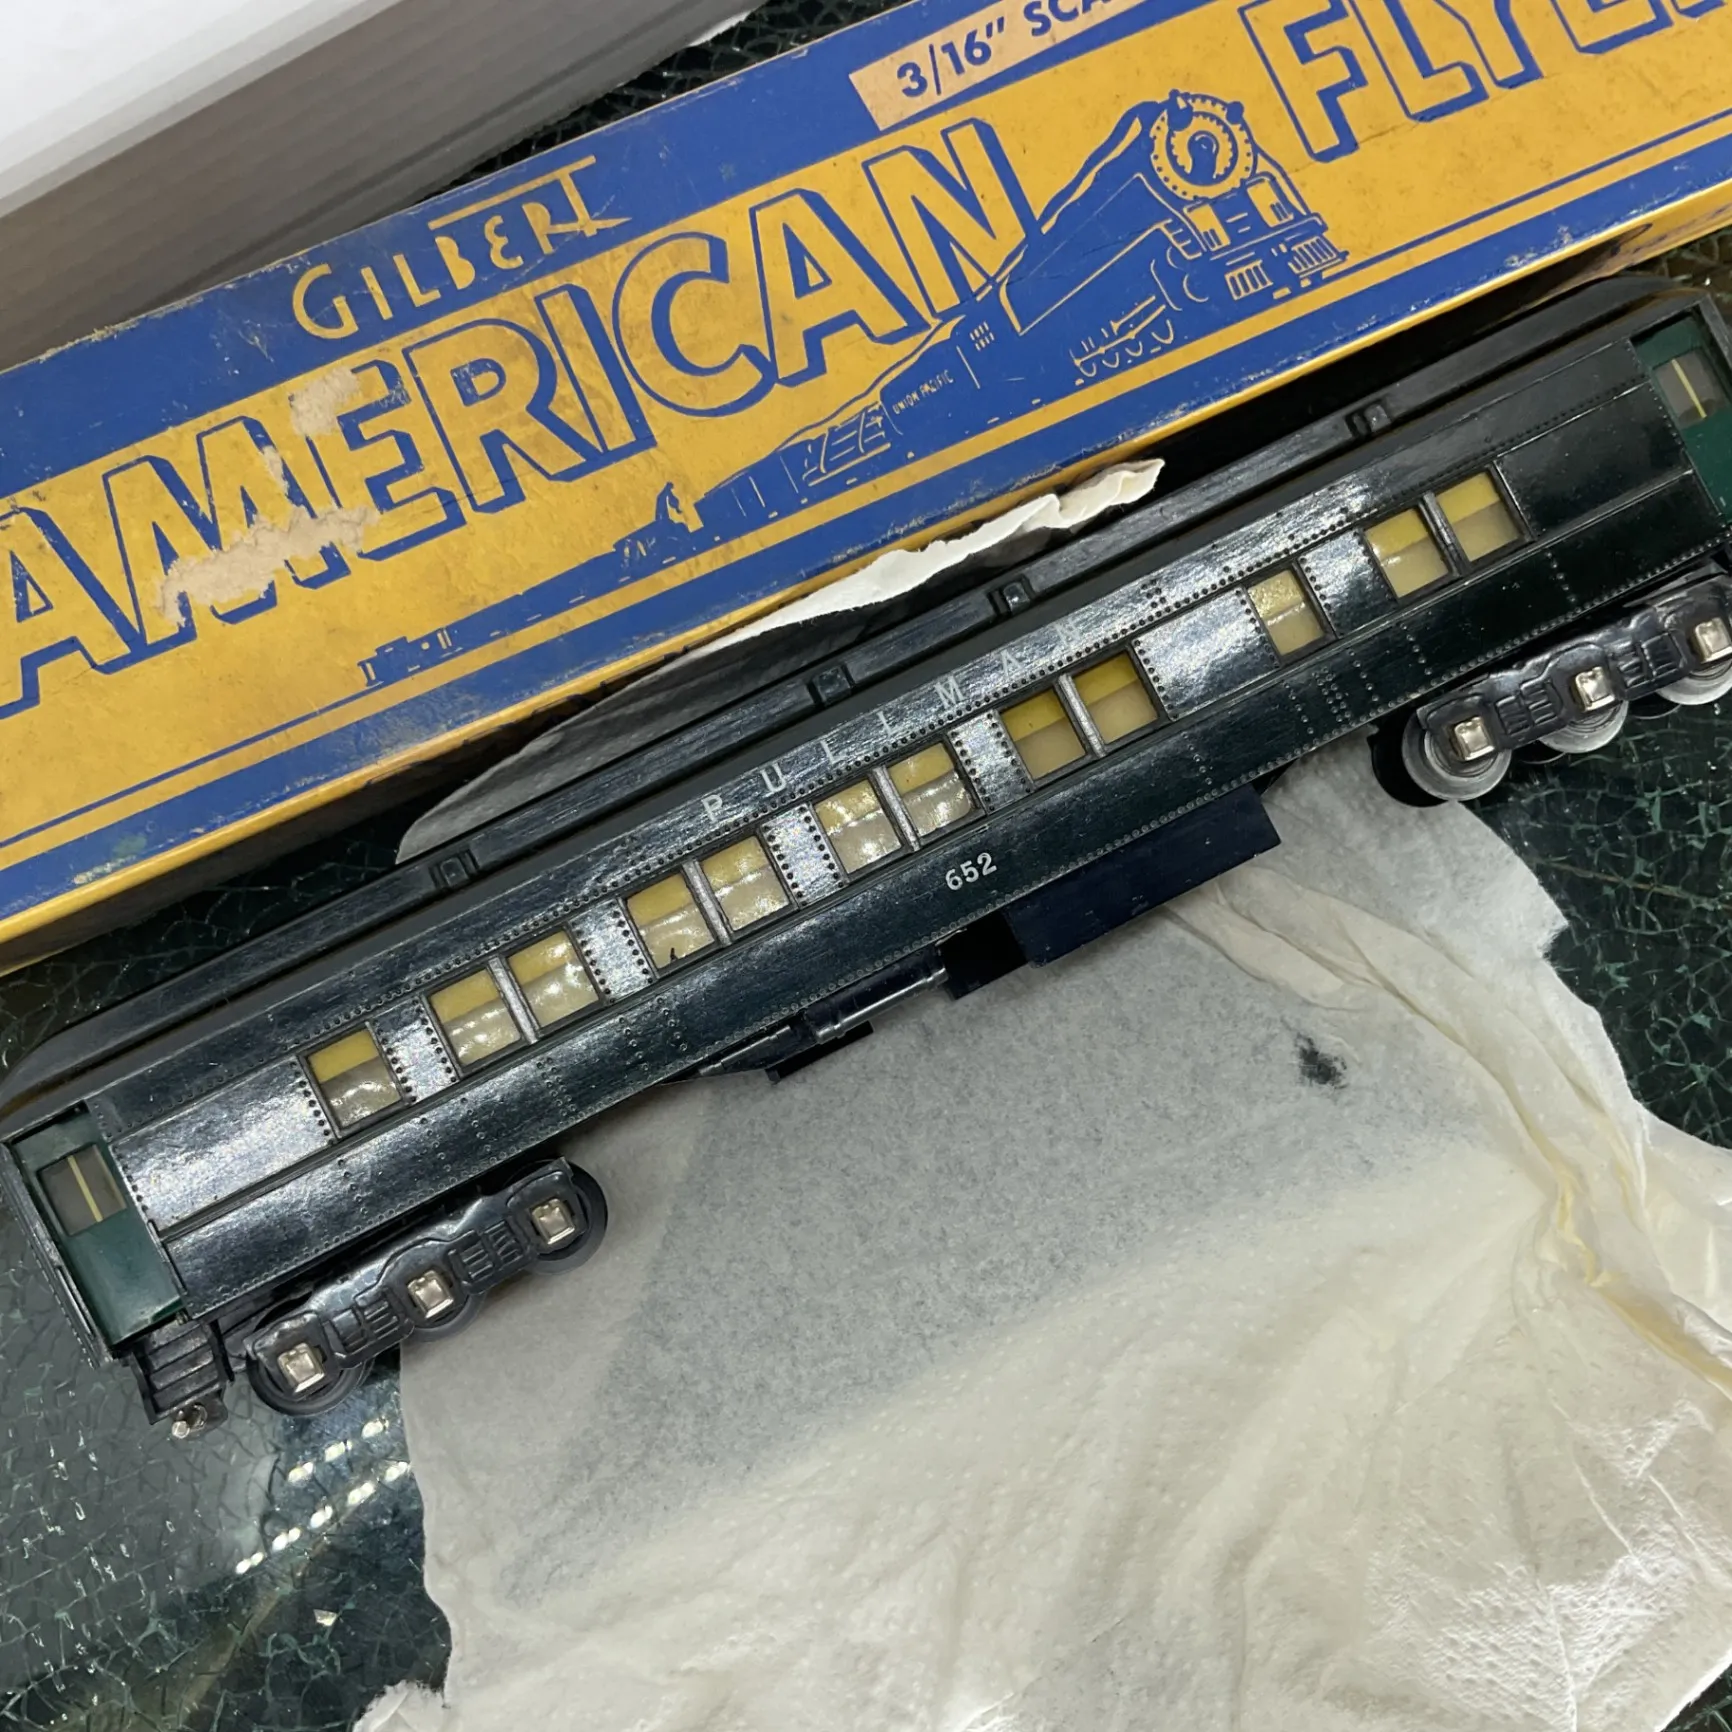 3/16" SCA
GILBERT
AMERICAN FLYE
UNION PACIFIC
PULLMAN
652